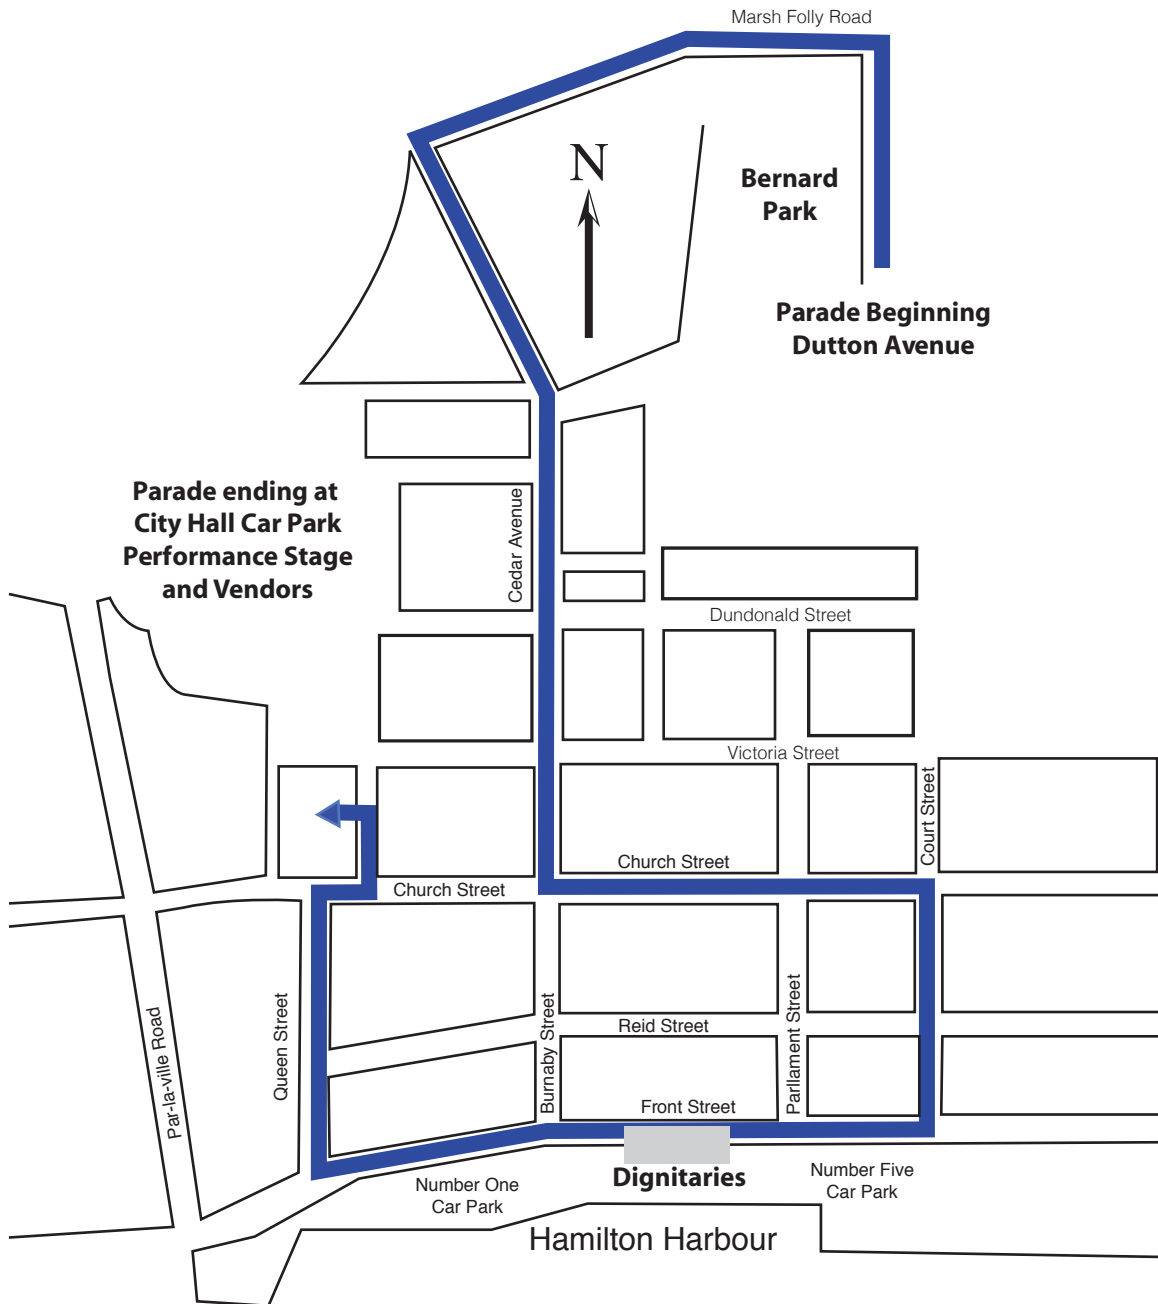 Marsh Folly Road
N
Bernard
Park
Parade Beginning
Dutton Avenue
Parade ending at
City Hall Car Park
Performance Stage
and Vendors
Cedar Avenue
Dundonald Street
Victoria Street
Court Street
Church Street
Church Street
Queen Street
Par-la-ville Road
Burnaby Street
Reid Street
Parllament Street
Front Street
Dignitaries
Number One
Car Park
Number Five
Car Park
Hamilton Harbour